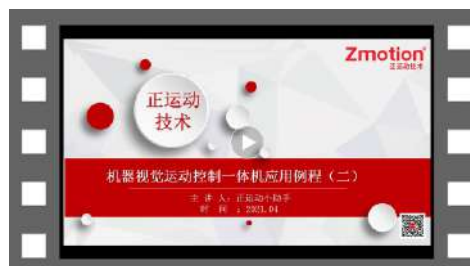 Zmotion®
正运动技术
正运动
技术
机器视觉运动控制一体机应用例程（二）
主 讲 人：正运动小助手
时 间 ：2021.04